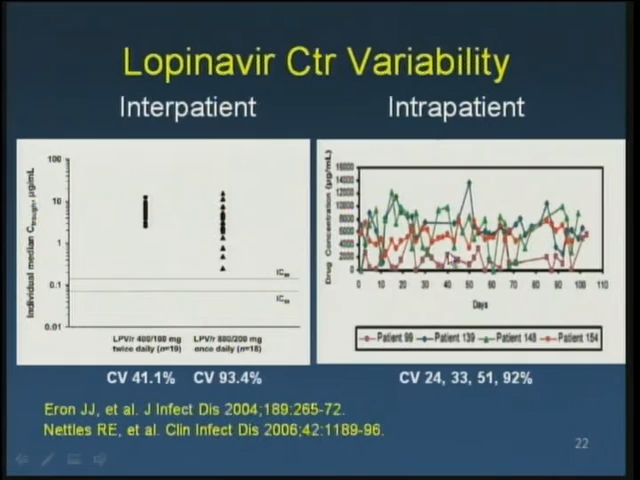 Lopinavir Ctr Variability
Interpatient
Intrapatient
Individual median C trough, µg/mL
100
10
1
0.1
0.01
IC
IC
LPV/r 400/100 mg
twice daily (n=19)
LPV/r 800/200 mg
once daily (n=18)
Drug Concentration (µg/mL)
16000
14000
12000
10000
8000
6000
4000
2000
0
0 10 20 30 40 50 60 70 80 90 100 110
Days
Patient 99 Patient 139 Patient 148 Patient 154
CV 41.1% CV 93.4%
CV 24, 33, 51, 92%
Eron JJ, et al. J Infect Dis 2004;189:265-72.
Nettles RE, et al. Clin Infect Dis 2006;42:1189-96.
22